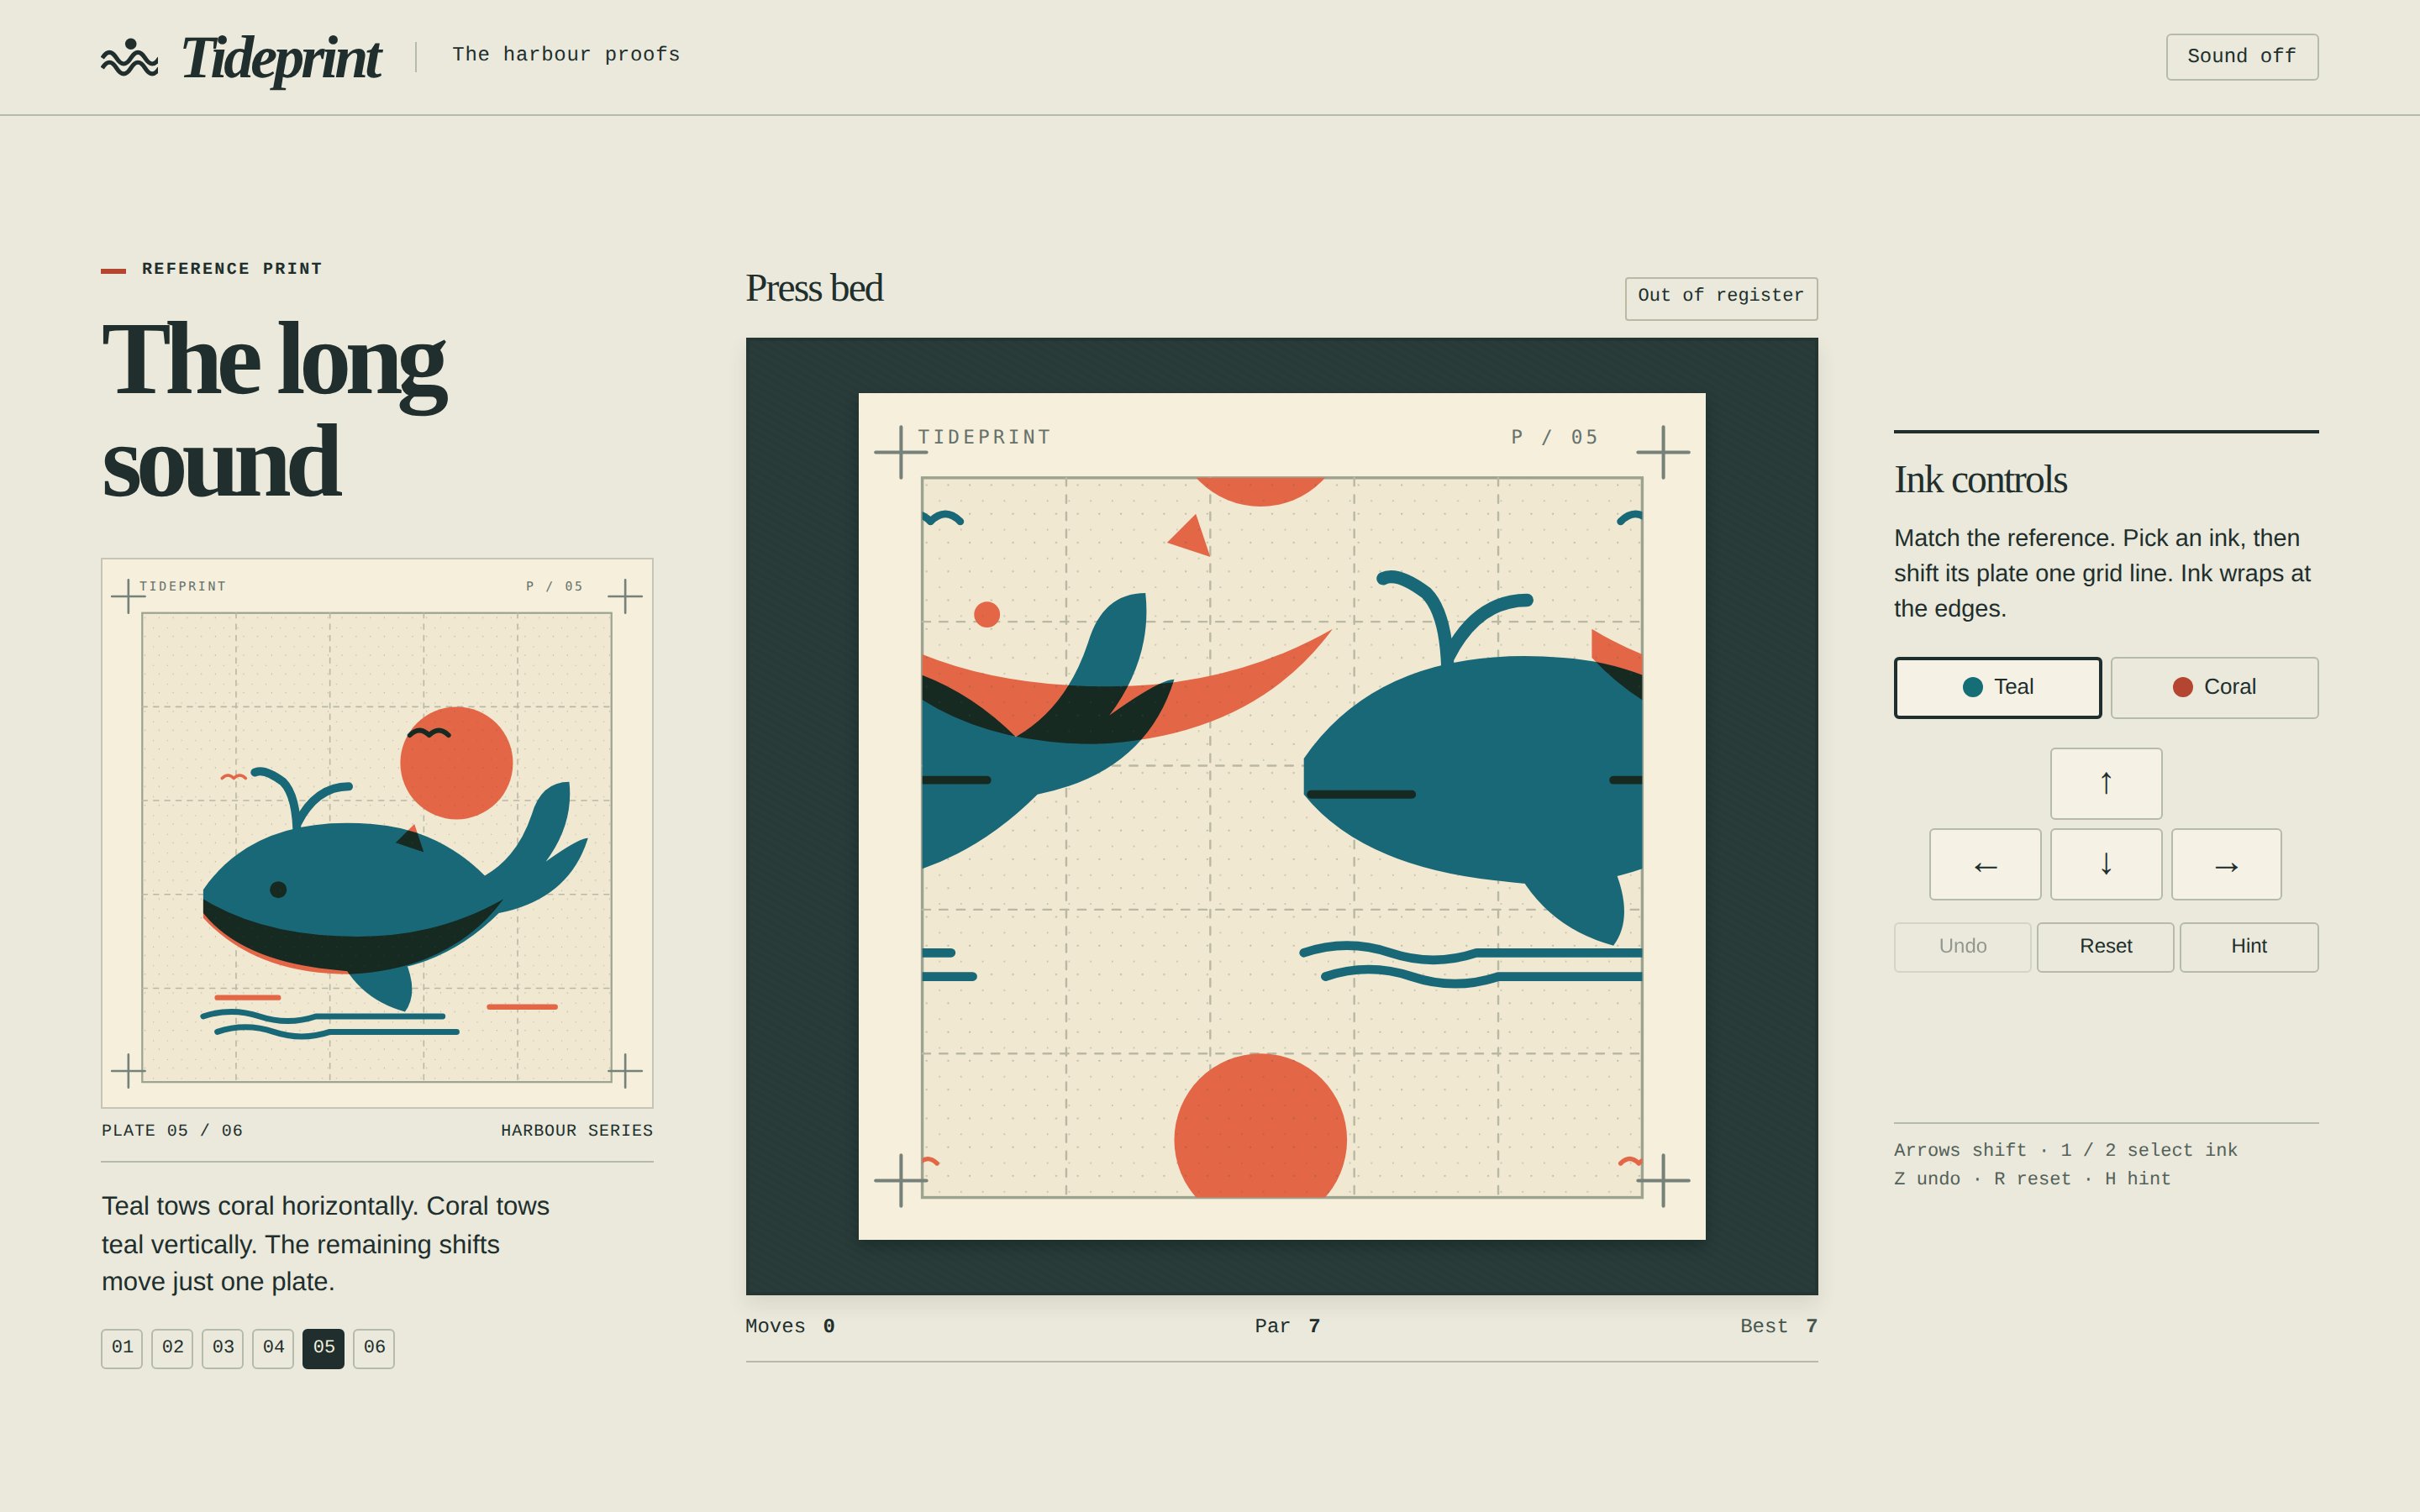 Tideprint
The harbour proofs
Sound off
REFERENCE PRINT
The long
sound
TIDEPRINT
P / 05
PLATE 05 / 06
HARBOUR SERIES
Teal tows coral horizontally. Coral tows
teal vertically. The remaining shifts
move just one plate.
01
02
03
04
05
06
Press bed
Out of register
TIDEPRINT
P / 05
Moves 0
Par 7
Best 7
Ink controls
Match the reference. Pick an ink, then
shift its plate one grid line. Ink wraps at
the edges.
Teal
Coral
↑
← ↓ →
Undo
Reset
Hint
Arrows shift · 1 / 2 select ink
Z undo · R reset · H hint